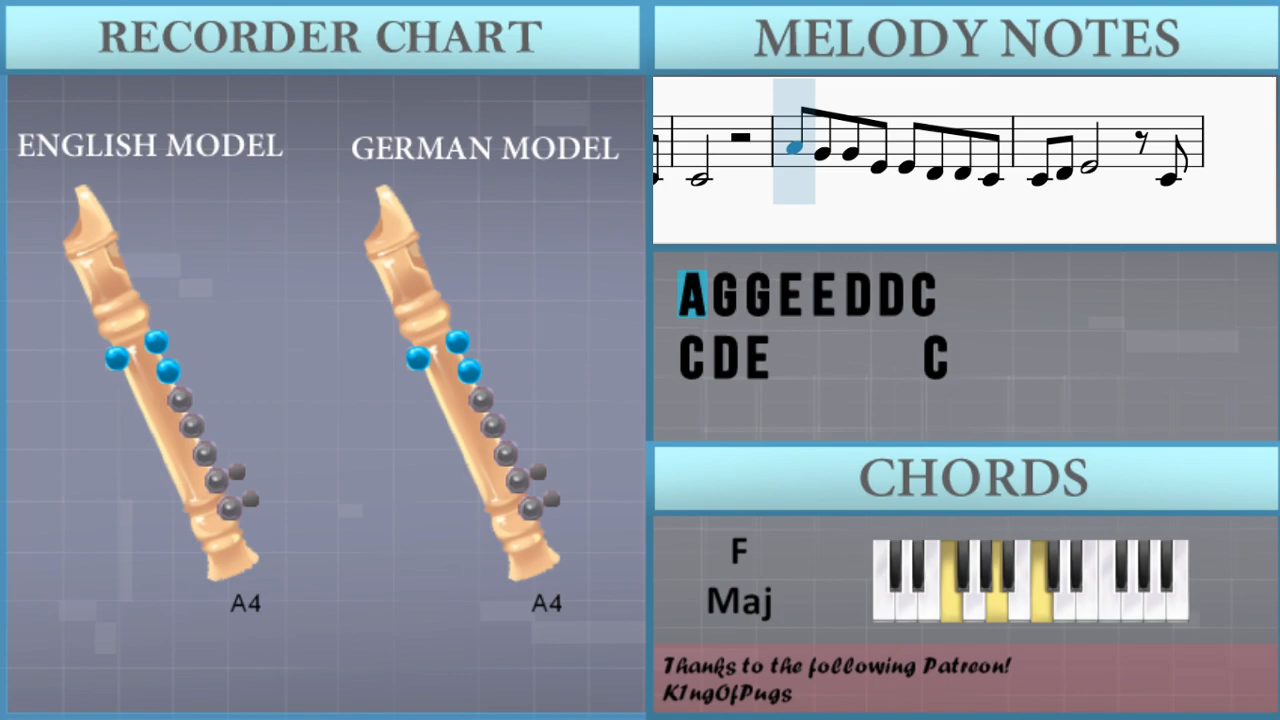 RECORDER CHART
ENGLISH MODEL
GERMAN MODEL
A4
A4
MELODY NOTES
AGGEEDDC
CDE C
CHORDS
F
Maj
Thanks to the following Patreon!
K1ngOfPugs